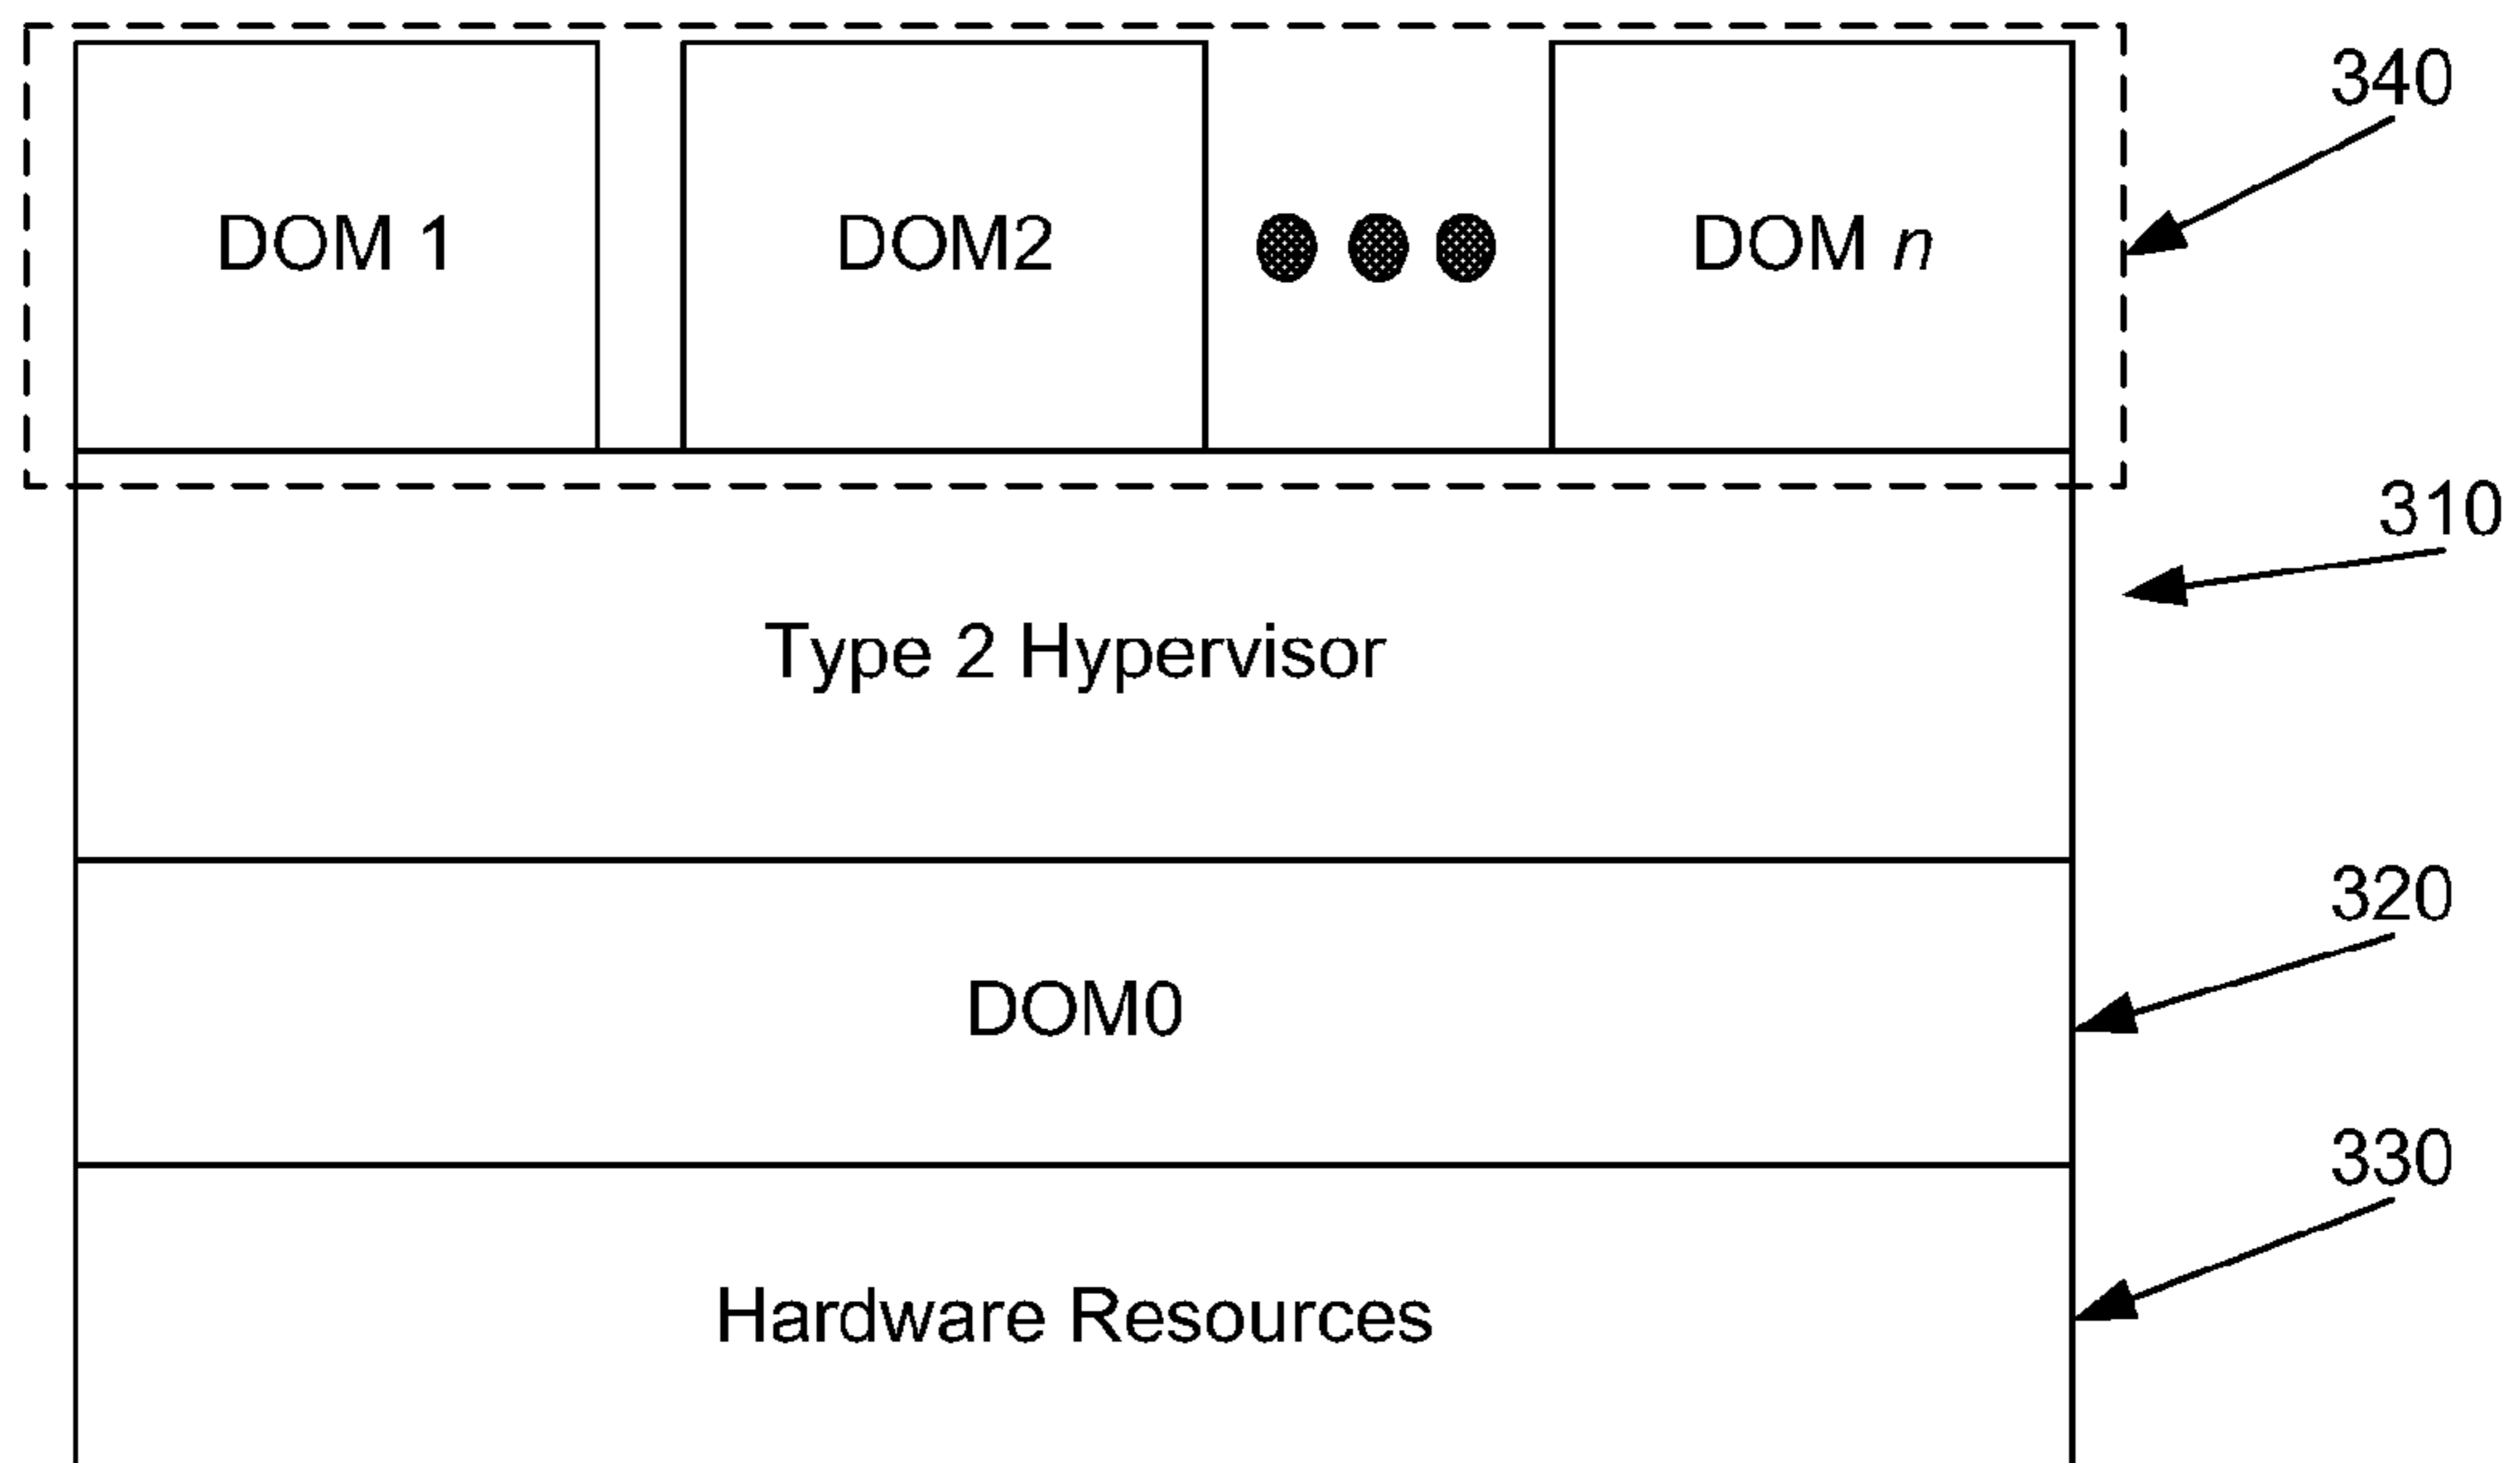 340
DOM 1
DOM2
DOM n
310
Type 2 Hypervisor
320
DOM0
330
Hardware Resources